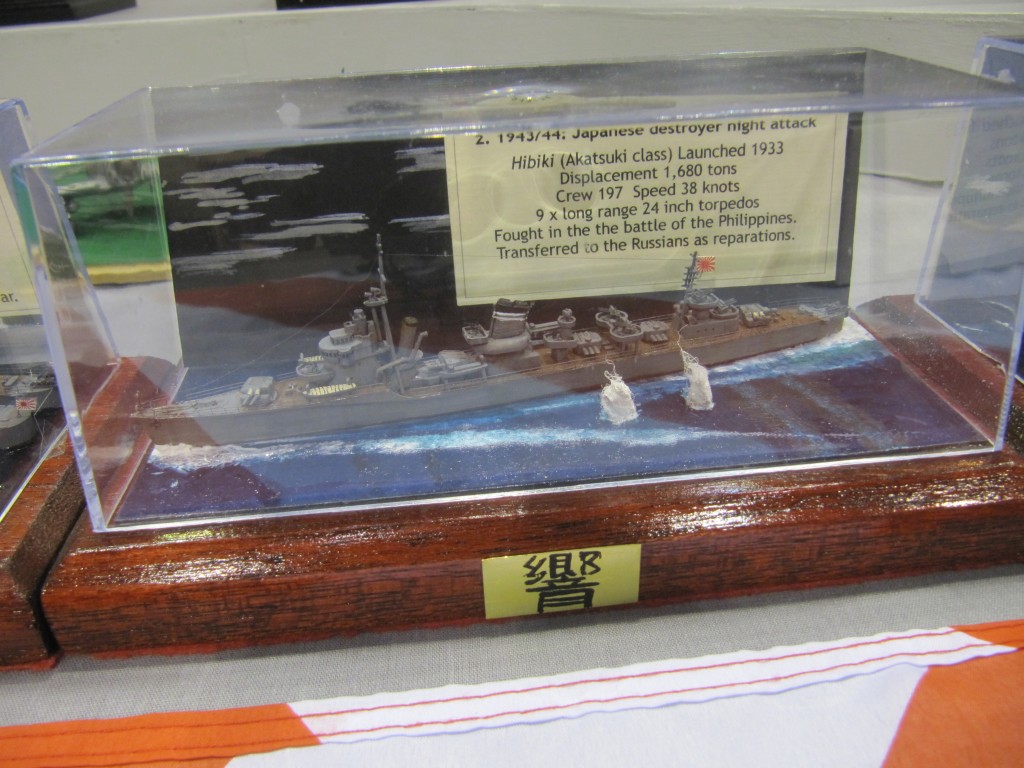 2. 1943/44: Japanese destroyer night attack
Hibiki (Akatsuki class) Launched 1933
Displacement 1,680 tons
Crew 197 Speed 38 knots
9 x long range 24 inch torpedos
Fought in the the battle of the Philippines.
Transferred to the Russians as reparations.
ar.
響